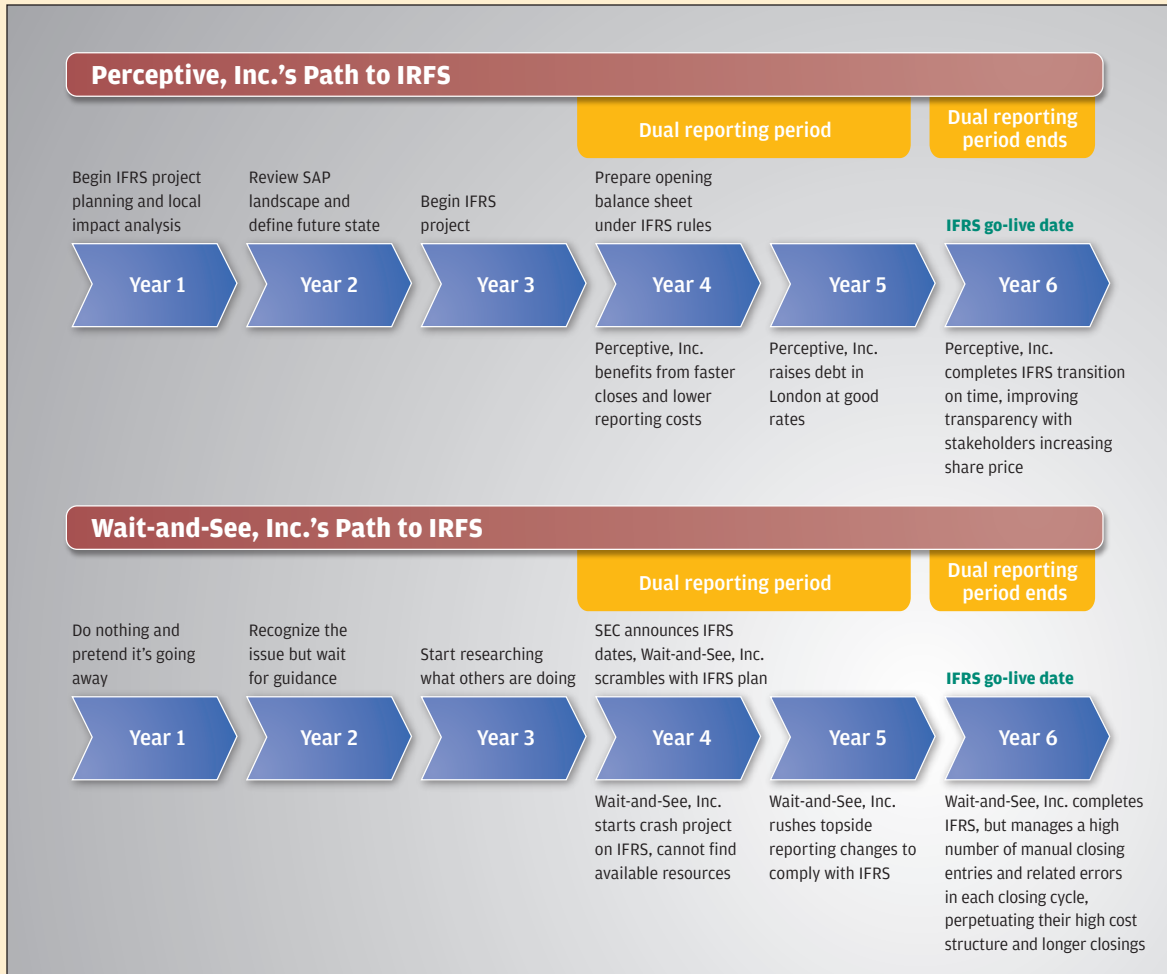 Perceptive, Inc.'s Path to IRFS
Dual reporting period
Dual reporting
period ends
Begin IFRS project
planning and local
impact analysis
Review SAP
landscape and
define future state
Begin IFRS
project
Prepare opening
balance sheet
under IFRS rules
IFRS go-live date
Year 1
Year 2
Year 3
Year 4
Year 5
Year 6
Perceptive, Inc.
benefits from faster
closes and lower
reporting costs
Perceptive, Inc.
raises debt in
London at good
rates
Perceptive, Inc.
completes IFRS transition
on time, improving
transparency with
stakeholders increasing
share price
Wait-and-See, Inc.'s Path to IRFS
Dual reporting period
Dual reporting
period ends
Do nothing and
pretend it's going
away
Recognize the
issue but wait
for guidance
Start researching
what others are doing
SEC announces IFRS
dates, Wait-and-See, Inc.
scrambles with IFRS plan
IFRS go-live date
Year 1
Year 2
Year 3
Year 4
Year 5
Year 6
Wait-and-See, Inc.
starts crash project
on IFRS, cannot find
available resources
Wait-and-See, Inc.
rushes topside
reporting changes to
comply with IFRS
Wait-and-See, Inc. completes
IFRS, but manages a high
number of manual closing
entries and related errors
in each closing cycle,
perpetuating their high cost
structure and longer closings